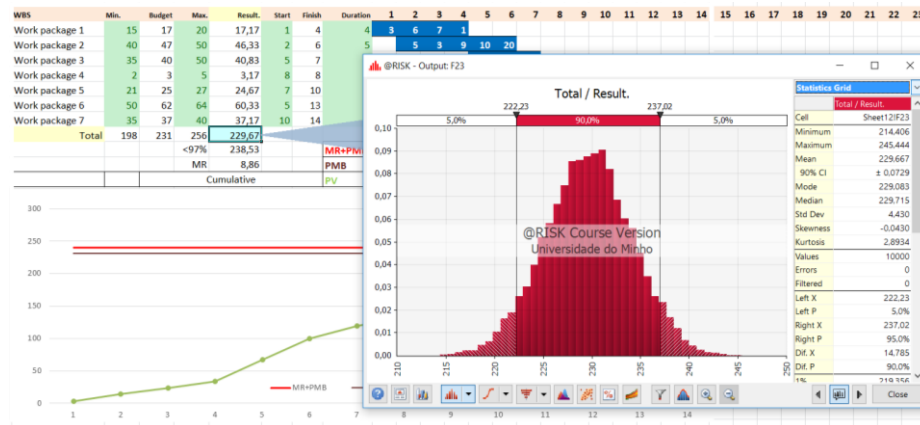 WBS Min. Budget Max. Result. Start Finish Duration 1 2 3 4 5 6 7 8 9 10 11 12 13 14 15 16 17 18 19 20 21 22
Work package 1 15 17 20 17,17 1 4 4 3 6 7 1
Work package 2 40 47 50 46,33 2 6 5 5 3 9 10 20
Work package 3 35 40 50 40,83 5 7
Work package 4 2 3 5 3,17 8 8
Work package 5 21 25 27 24,67 7 10
Work package 6 50 62 64 60,33 5 13
Work package 7 35 37 40 37,17 10 14
Total 198 231 256 229,67
<97% 238,53 MR+PM
MR 8,86 PMB
Cumulative PV
300
250
200
150
100
50
0
1 2 3 4 5 6 7 8 9 10 11 12 13 14
MR+PMB
@RISK - Output: F23
Total / Result.
222,23 237,02
5,0% 90,0% 5,0%
0,10
0,09
0,08
0,07
0,06
0,05
0,04
0,03
0,02
0,01
0,00
210 215 220 225 230 235 240 245 250
@RISK Course Version
Universidade do Minho
Statistics Grid
Total / Result.
Cell Sheet12!F23
Minimum 214.406
Maximum 245.444
Mean 229.667
90% CI ± 0.0729
Mode 229.083
Median 229.715
Std Dev 4.430
Skewness -0.0430
Kurtosis 2.8934
Values 10000
Errors 0
Filtered 0
Left X 222,23
Left P 5,0%
Right X 237,02
Right P 95,0%
Dif. X 14,785
Dif. P 90,0%
1% 219.356
Close